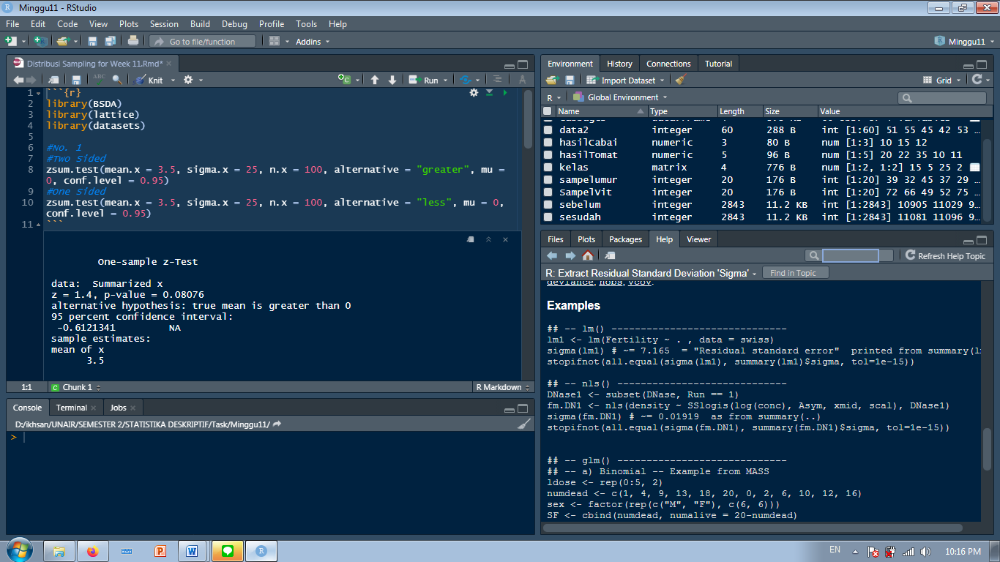 Minggu11 - RStudio
File Edit Code View Plots Session Build Debug Profile Tools Help
Go to file/function
Addins
Minggu11
Distribusi Sampling for Week 11.Rmd*
Knit
Run
1 ```{r}
2 library(BSDA)
3 library(lattice)
4 library(datasets)
5
6 #No. 1
7 #Two Sided
8 zsum.test(mean.x = 3.5, sigma.x = 25, n.x = 100, alternative = "greater", mu =
0, conf.level = 0.95)
9 #One Sided
10 zsum.test(mean.x = 3.5, sigma.x = 25, n.x = 100, alternative = "less", mu = 0,
conf.level = 0.95)
11 ```
One-sample z-Test
data: Summarized x
z = 1.4, p-value = 0.08076
alternative hypothesis: true mean is greater than 0
95 percent confidence interval:
-0.6121341 NA
sample estimates:
mean of x
3.5
1:1 C Chunk 1 R Markdown
Console Terminal Jobs
D:/ikhsan/UNAIR/SEMESTER 2/STATISTIKA DESKRIPTIF/Task/Minggu11/
>
Environment History Connections Tutorial
Import Dataset Grid
R Global Environment
Name Type Length Size Value
data2 integer 60 288 B int [1:60] 51 55 45 42 53 …
hasilCabai numeric 3 80 B num [1:3] 10 15 12
hasilTomat numeric 5 96 B num [1:5] 20 22 35 10 11
kelas matrix 4 776 B num [1:2, 1:2] 15 5 25 2
sampelumur integer 20 176 B int [1:20] 39 32 45 37 29 …
SampelVit integer 20 176 B int [1:20] 72 66 49 52 75 …
sebelum integer 2843 11.2 KB int [1:2843] 10905 11029 9…
sesudah integer 2843 11.2 KB int [1:2843] 11081 11096 9…
Files Plots Packages Help Viewer
Refresh Help Topic
R: Extract Residual Standard Deviation 'Sigma' Find in Topic
deviance, nobs, vcov.
Examples
## -- lm() ------------------------------
lm1 <- lm(Fertility ~ . , data = swiss)
sigma(lm1) # ~= 7.165 = "Residual standard error" printed from summary(
stopifnot(all.equal(sigma(lm1), summary(lm1)$sigma, tol=1e-15))
## -- nls() -----------------------------
DNase1 <- subset(DNase, Run == 1)
fm.DN1 <- nls(density ~ SSlogis(log(conc), Asym, xmid, scal), DNase1)
sigma(fm.DN1) # ~= 0.01919 as from summary(..)
stopifnot(all.equal(sigma(fm.DN1), summary(fm.DN1)$sigma, tol=1e-15))
## -- glm() -----------------------------
## -- a) Binomial -- Example from MASS
ldose <- rep(0:5, 2)
numdead <- c(1, 4, 9, 13, 18, 20, 0, 2, 6, 10, 12, 16)
sex <- factor(rep(c("M", "F"), c(6, 6)))
SF <- cbind(numdead, numalive = 20-numdead)
EN 10:16 PM